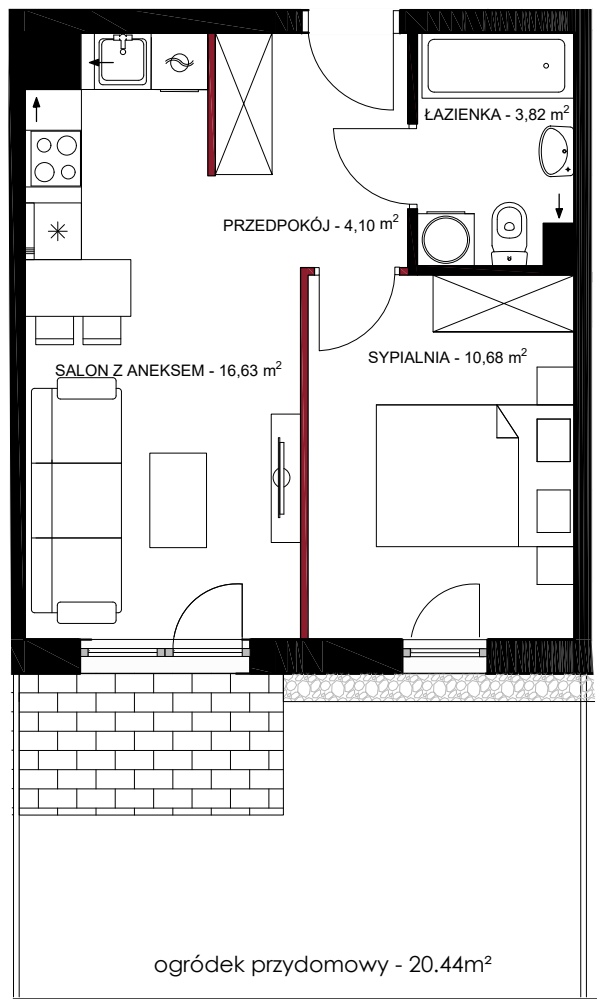 ŁAZIENKA - 3,82 m²
PRZEDPOKÓJ - 4,10 m²
SALON Z ANEKSEM - 16,63 m²
SYPIALNIA - 10,68 m²
ogródek przydomowy - 20.44m²